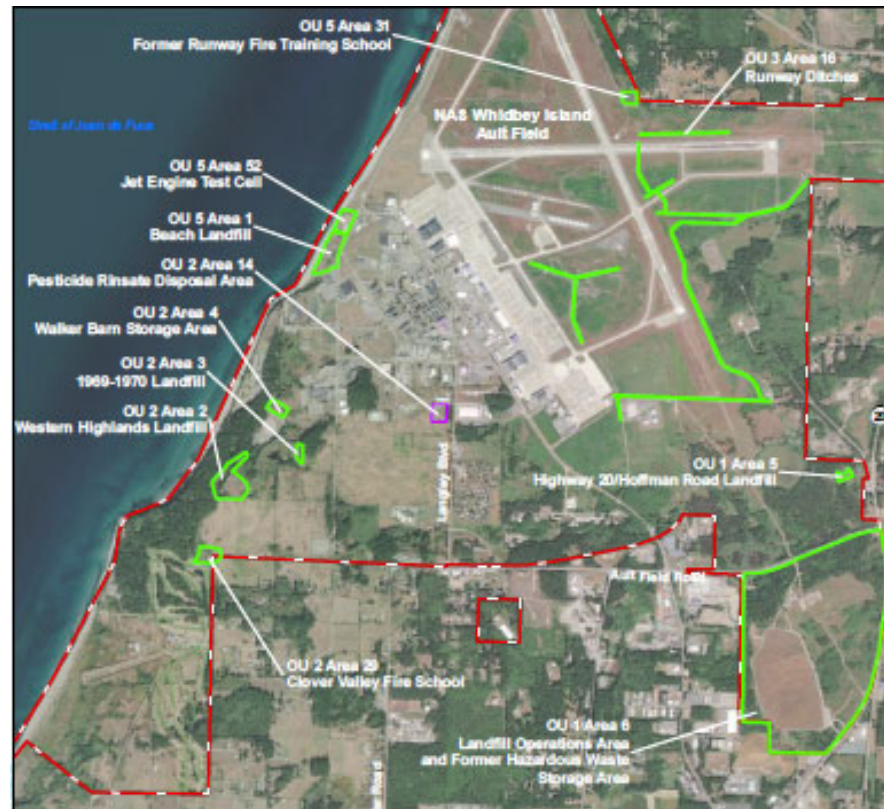 OU 5 Area 31
Former Runway Fire Training School
OU 3 Area 16
Runway Ditches
NAS Whidbey Island
Ault Field
Strait of Juan de Fuca
OU 5 Area 52
Jet Engine Test Cell
OU 5 Area 1
Beach Landfill
OU 2 Area 14
Pesticide Rinsate Disposal Area
OU 2 Area 4
Walker Barn Storage Area
OU 2 Area 3
1969-1970 Landfill
OU 2 Area 2
Western Highlands Landfill
Langley Blvd
OU 1 Area 5
Highway 20/Hoffman Road Landfill
Ault Field Road
OU 2 Area 29
Clover Valley Fire School
OU 1 Area 6
Landfill Operations Area
and Former Hazardous Waste
Storage Area
Road